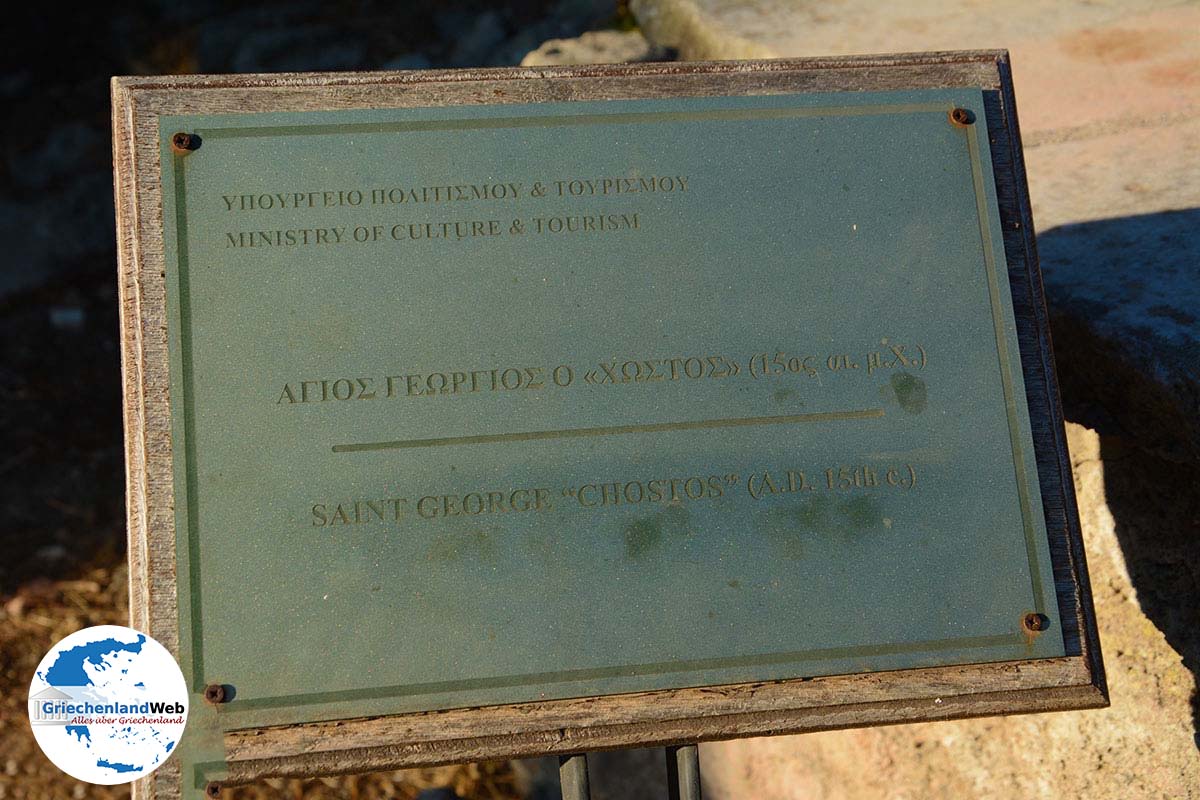 ΥΠΟΥΡΓΕΙΟ ΠΟΛΙΤΙΣΜΟΥ & ΤΟΥΡΙΣΜΟΥ
MINISTRY OF CULTURE & TOURISM
ΑΓΙΟΣ ΓΕΩΡΓΙΟΣ Ο «ΧΩΣΤΟΣ» (15ος αι. μ.Χ.)
SAINT GEORGE “CHOSTOS” (A.D. 15th c.)
GriechenlandWeb
Alles über Griechenland